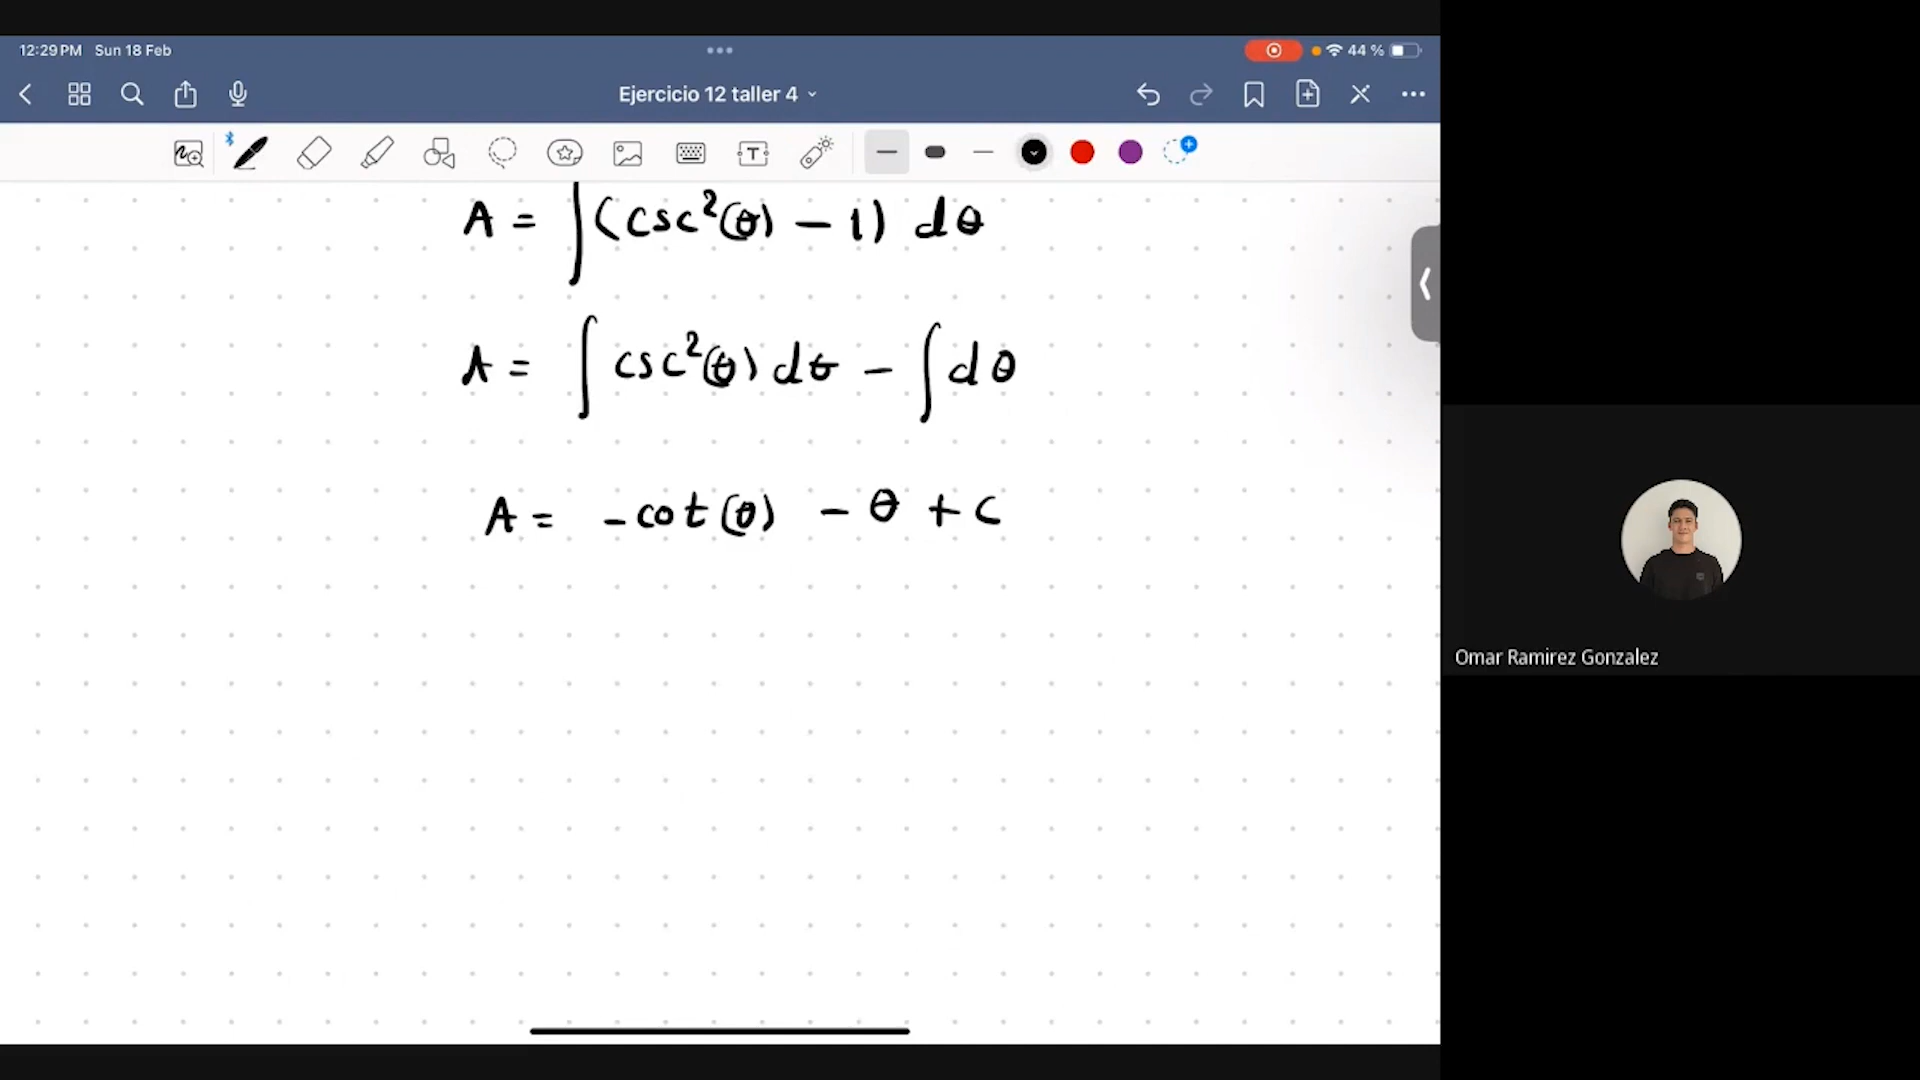 12:29 PM Sun 18 Feb
44 %
Ejercicio 12 taller 4
A = ∫(csc²(θ) − 1) dθ
A = ∫ csc²(θ) dθ − ∫ dθ
A = −cot(θ) − θ + c
Omar Ramirez Gonzalez